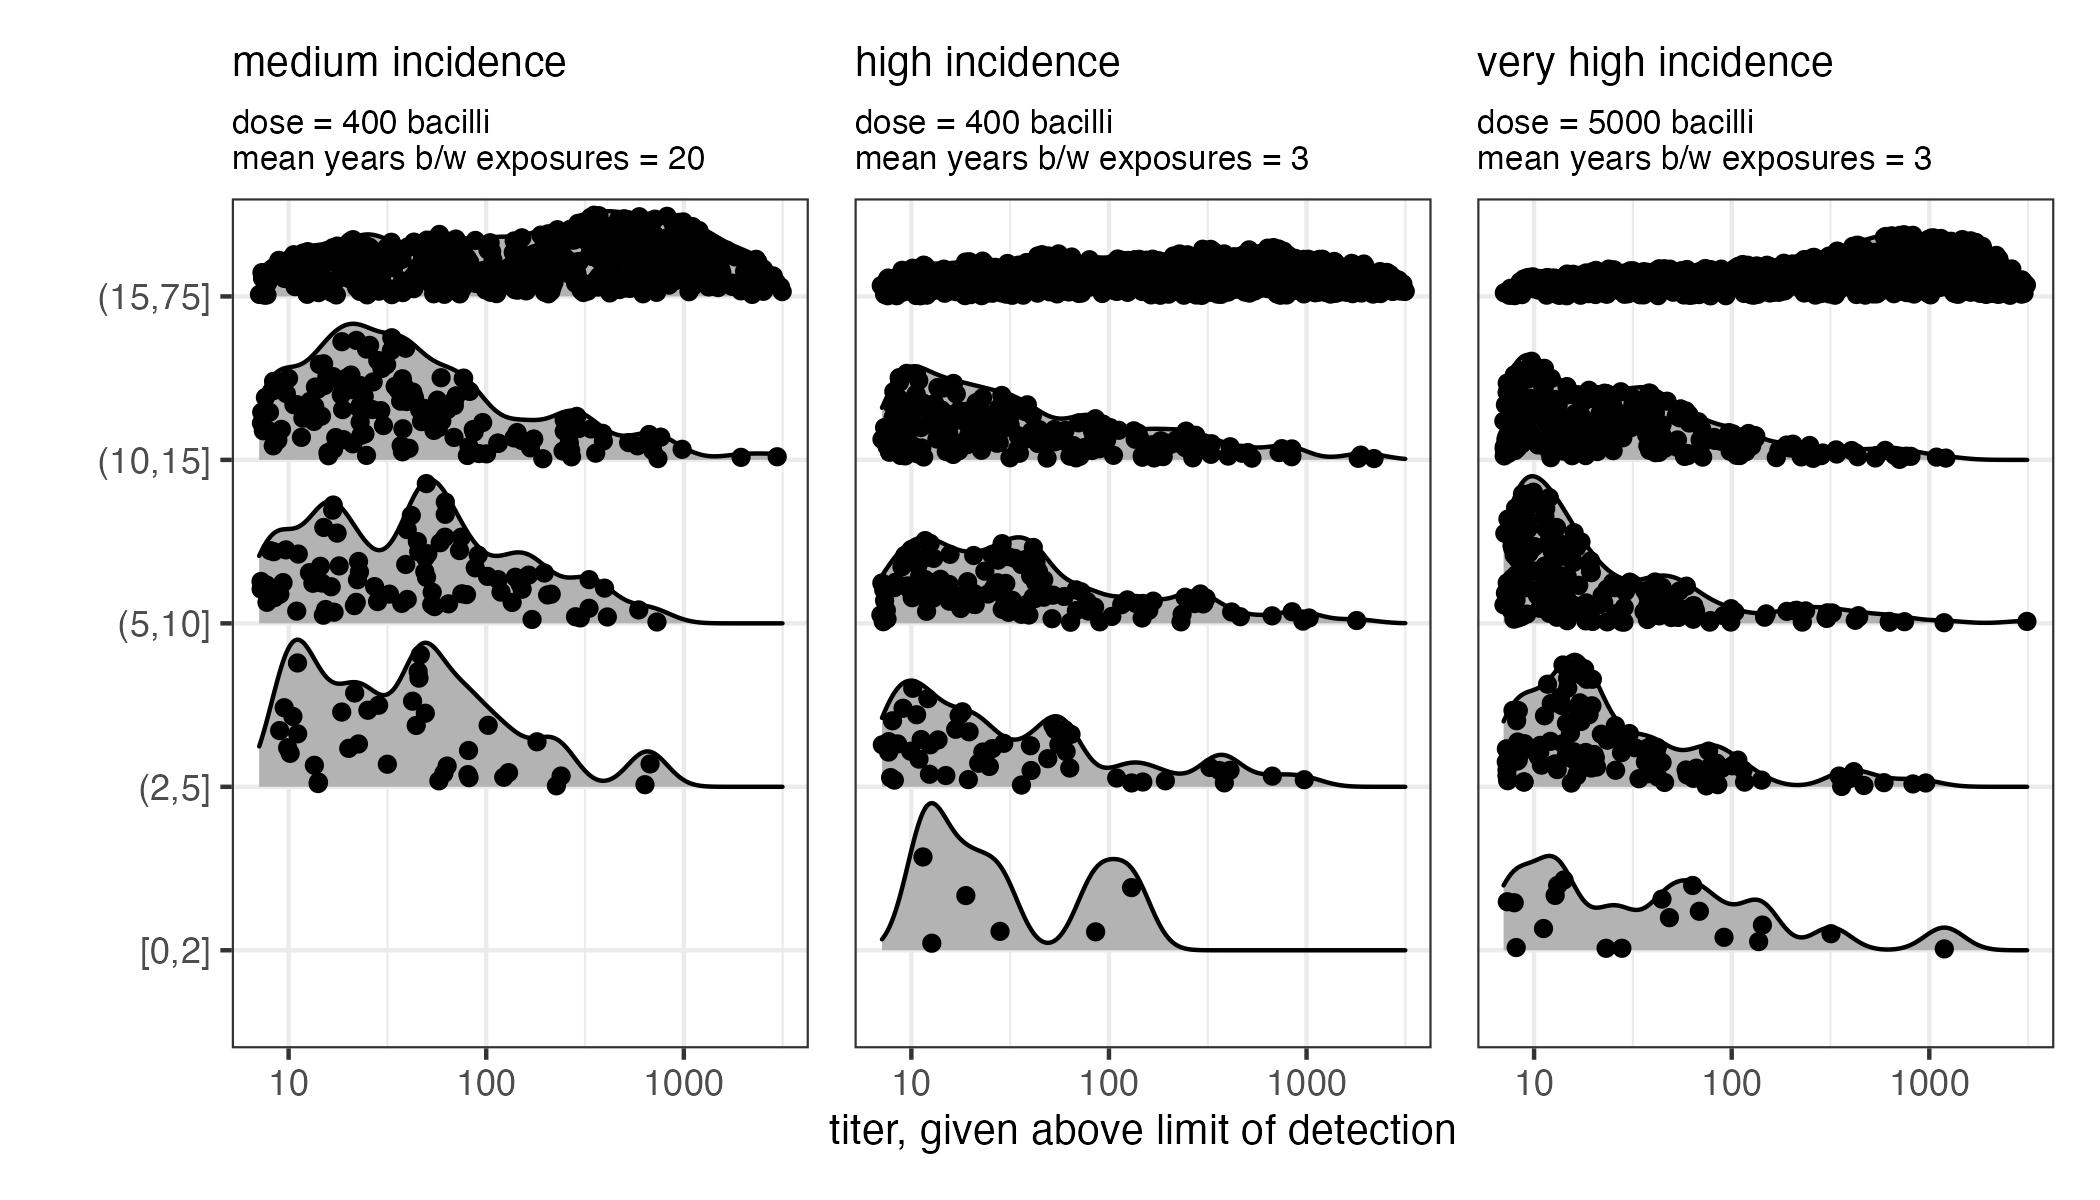 medium incidence
dose = 400 bacilli
mean years b/w exposures = 20
high incidence
dose = 400 bacilli
mean years b/w exposures = 3
very high incidence
dose = 5000 bacilli
mean years b/w exposures = 3
(15,75]
(10,15]
(5,10]
(2,5]
[0,2]
10 100 1000 10 100 1000 10 100 1000
titer, given above limit of detection